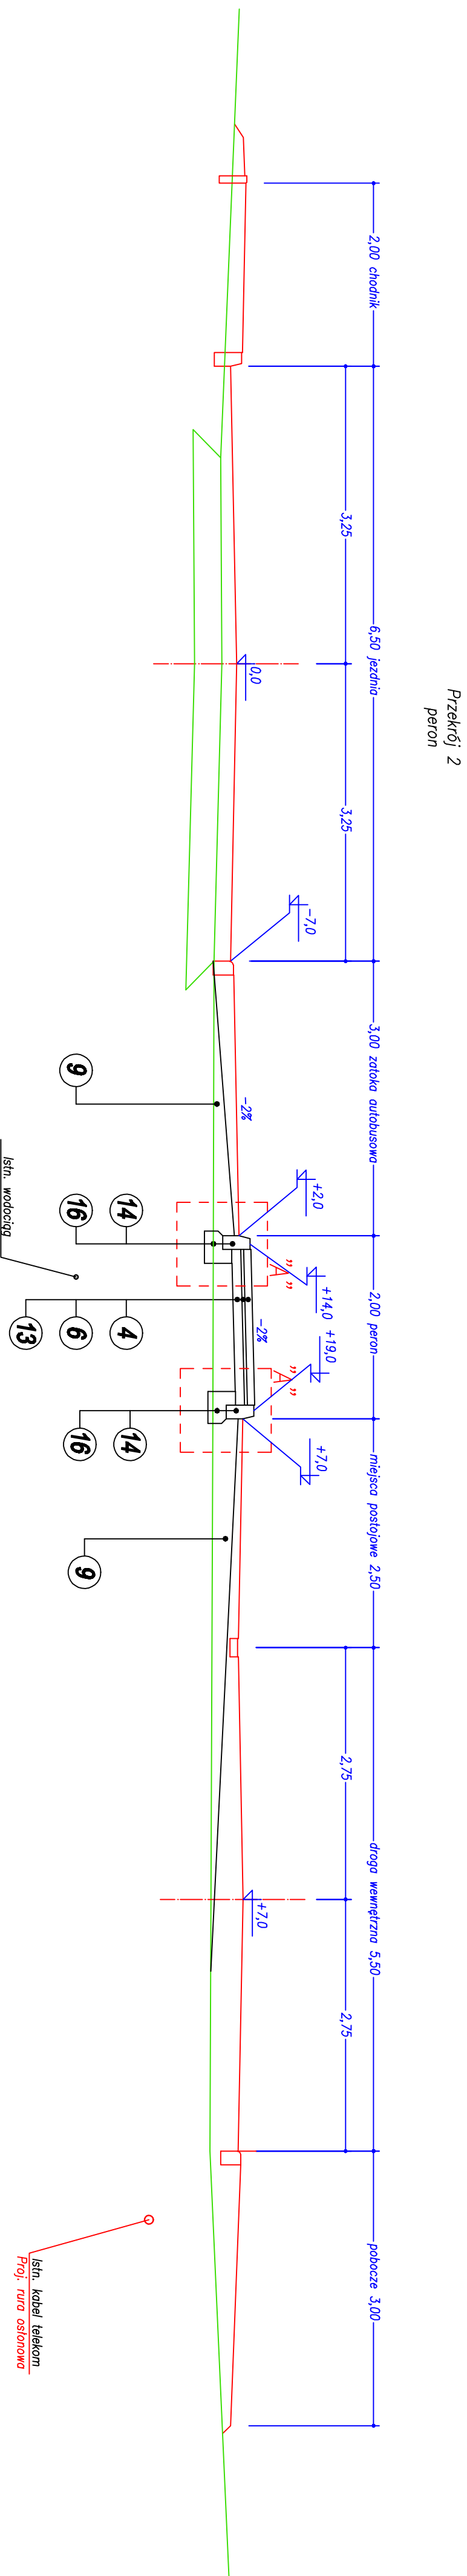 Przekrój 2
peron
2,00 chodnik
6,50 jezdnia
3,00 zatoka autobusowa
2,00 peron
miejsca postojowe 2,50
droga wewnętrzna 5,50
pobocze 3,00
3,25
3,25
2,75
2,75
0,0
-7,0
+2,0
+14,0
+19,0
+7,0
+7,0
-2%
-2%
„A"
„A"
9
14
16
4
6
13
14
16
9
Istn. wodociąg
Istn. kabel telekom
Proj. rura osłonowa